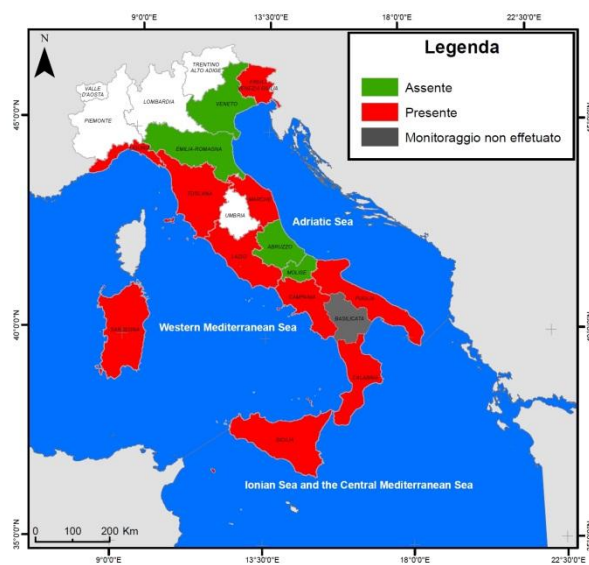 9°0'0"E
13°30'0"E
18°0'0"E
22°30'0"E
N
Legenda
Assente
Presente
Monitoraggio non effetuato
TRENTINO
ALTO ADIGE
VALLE
D'AOSTA
LOMBARDIA
VENETO
PIEMONTE
45°0'0"N
EMILIA-ROMAGNA
TOSCANA
MARCHE
UMBRIA
Adriatic Sea
LAZIO
ABRUZZO
MOLISE
CAMPANIA
PUGLIA
BASILICATA
40°0'0"N
Western Mediterranean Sea
SARDEGNA
CALABRIA
SICILIA
Ionian Sea and the Central Mediterranean Sea
0 100 200 Km
35°0'0"N
9°0'0"E
13°30'0"E
18°0'0"E
22°30'0"E